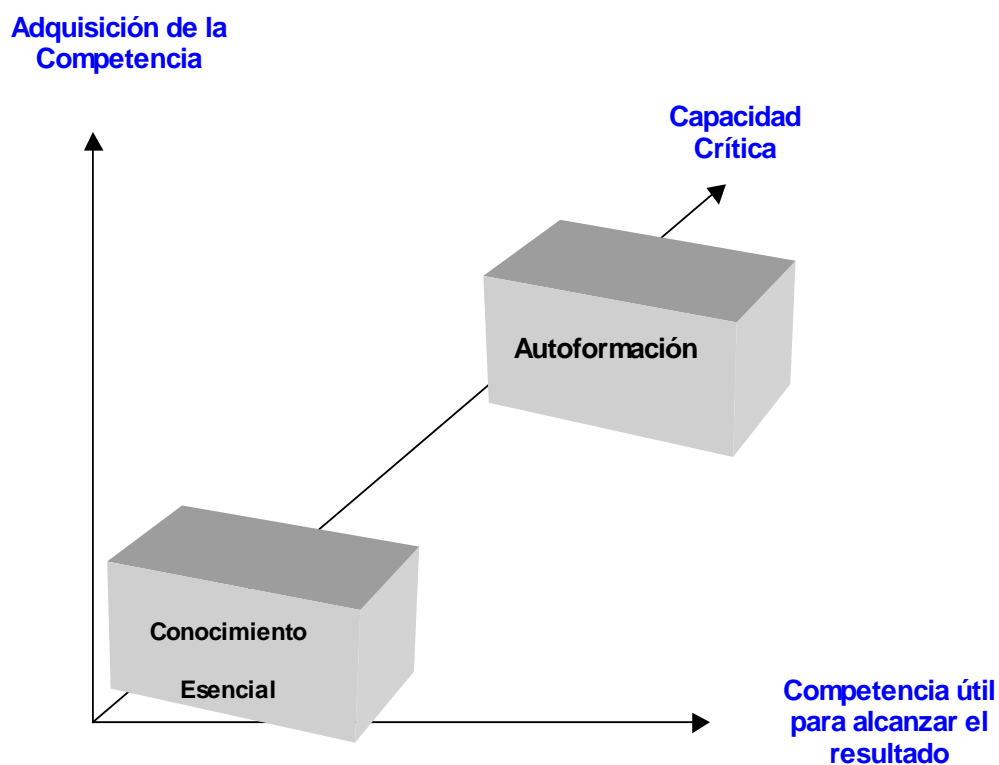 Adquisición de la
Competencia
Capacidad
Crítica
Autoformación
Conocimiento
Esencial
Competencia útil
para alcanzar el
resultado